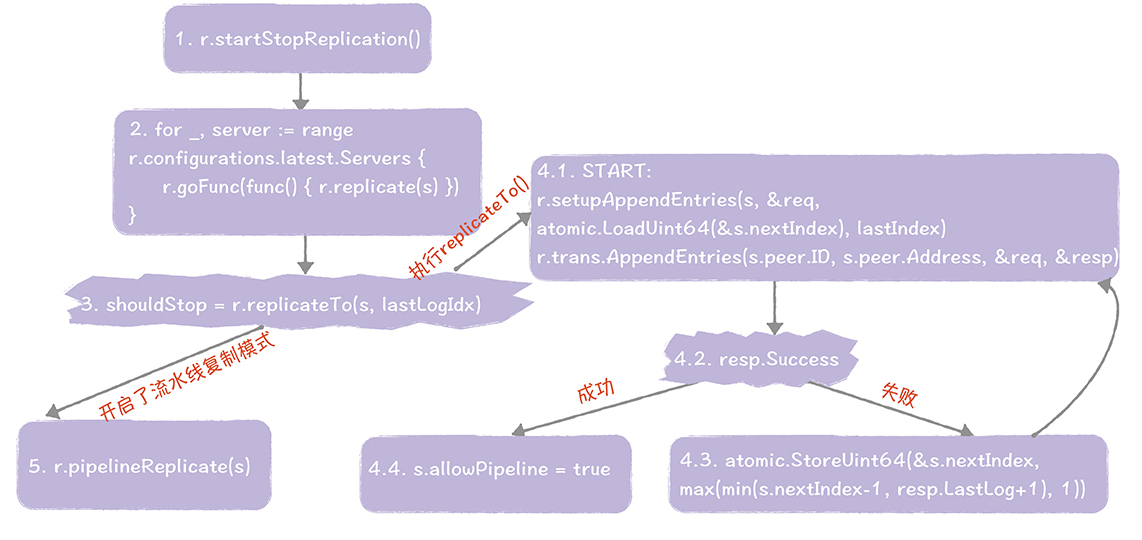 1. r.startStopReplication()
2. for _, server := range
r.configurations.latest.Servers {
r.goFunc(func() { r.replicate(s) })
}
执行replicateTo()
3. shouldStop = r.replicateTo(s, lastLogIdx)
4.1. START:
r.setupAppendEntries(s, &req,
atomic.LoadUint64(&s.nextIndex), lastIndex)
r.trans.AppendEntries(s.peer.ID, s.peer.Address, &req, &resp)
4.2. resp.Success
成功
失败
开启了流水线复制模式
5. r.pipelineReplicate(s)
4.4. s.allowPipeline = true
4.3. atomic.StoreUint64(&s.nextIndex,
max(min(s.nextIndex-1, resp.LastLog+1), 1))